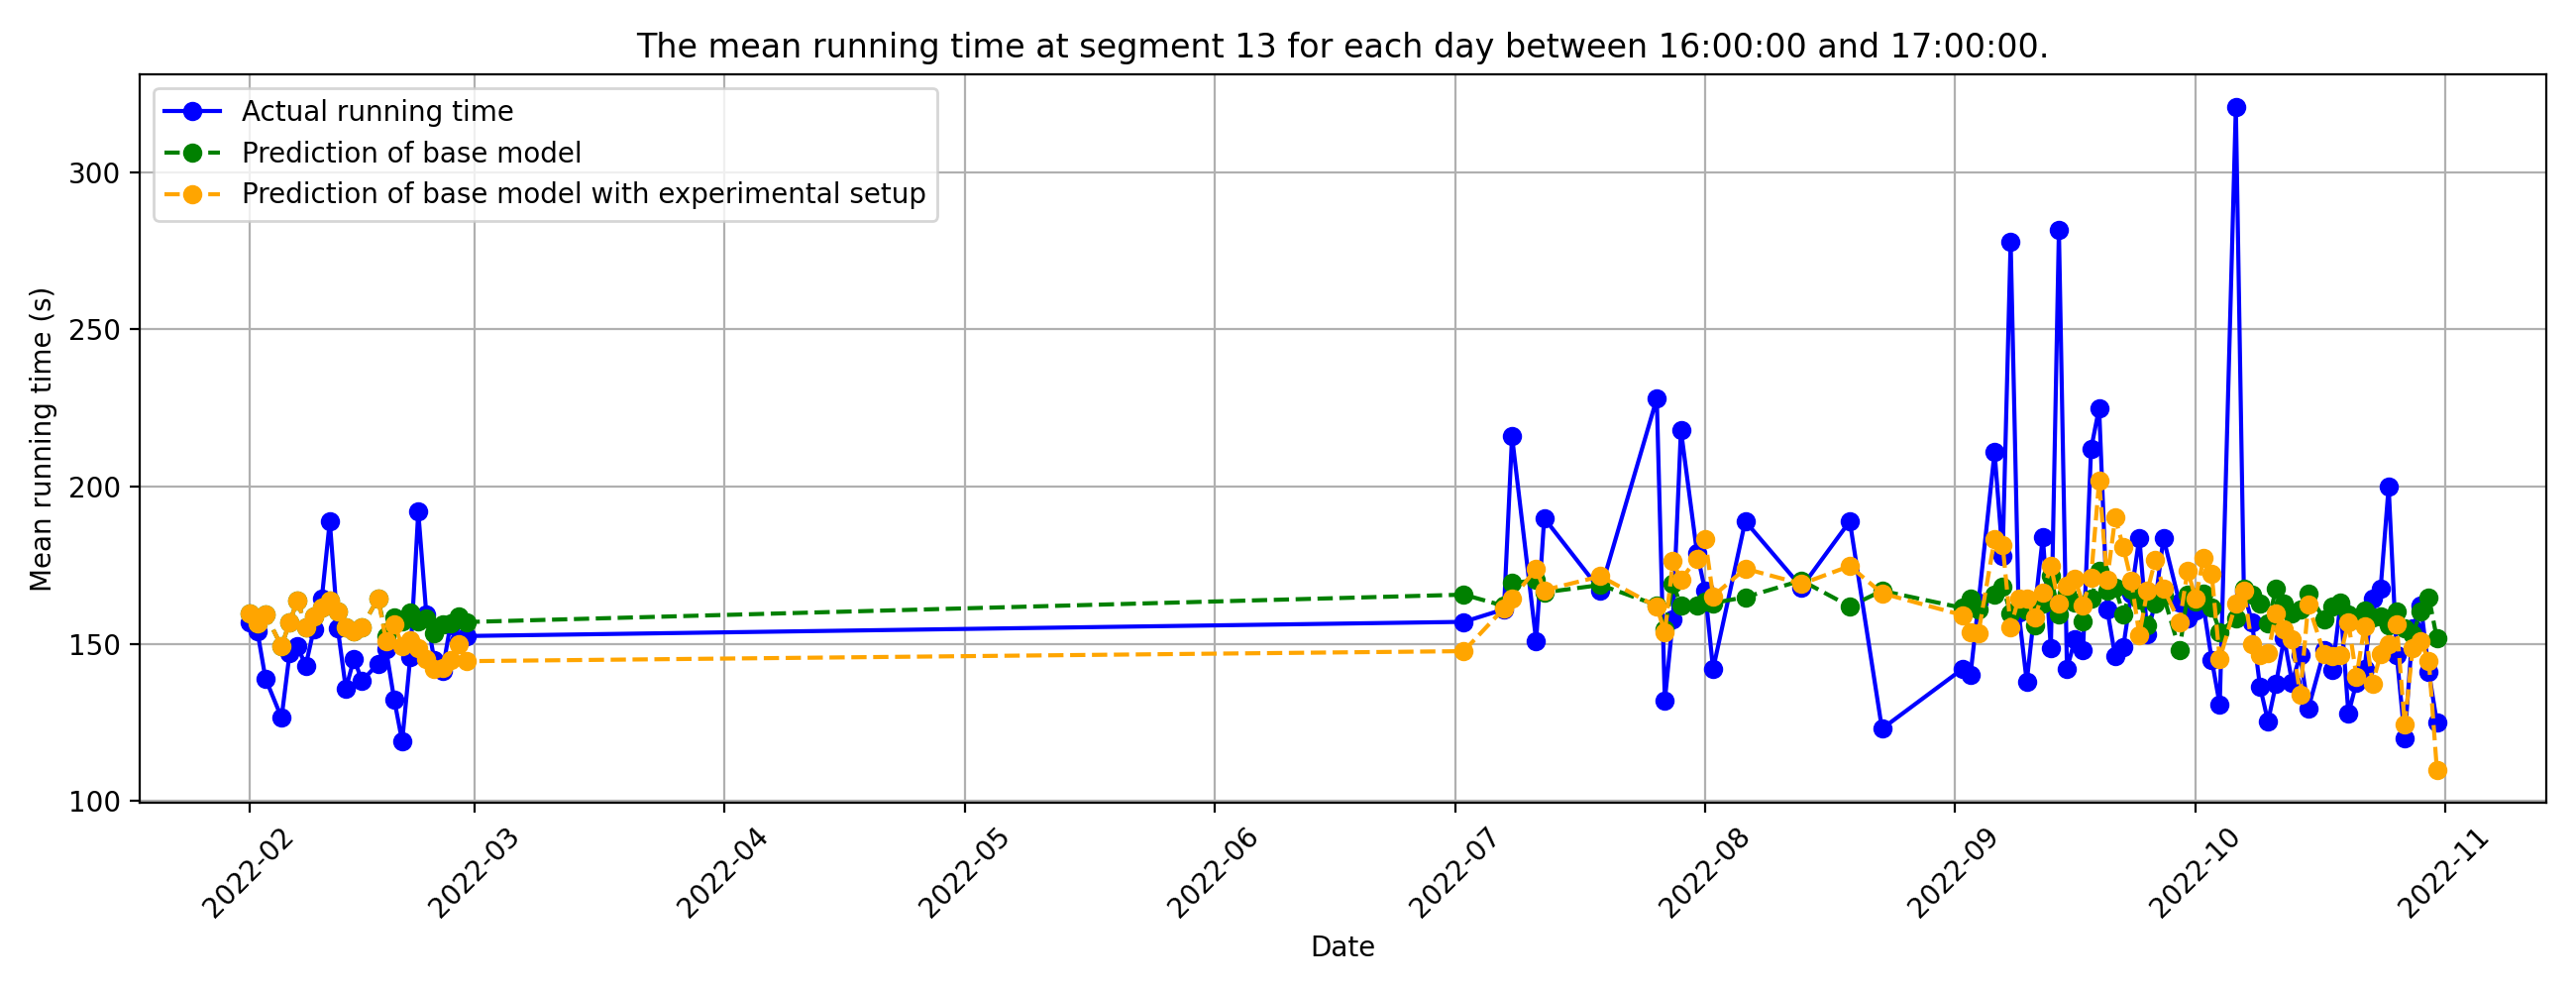 The mean running time at segment 13 for each day between 16:00:00 and 17:00:00.
Actual running time
Prediction of base model
Prediction of base model with experimental setup
Mean running time (s)
300
250
200
150
100
2022-02
2022-03
2022-04
2022-05
2022-06
2022-07
2022-08
2022-09
2022-10
2022-11
Date